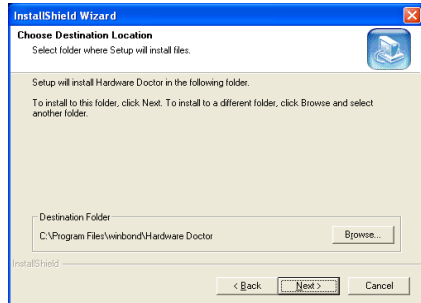 InstallShield Wizard
Choose Destination Location
Select folder where Setup will install files.
Setup will install Hardware Doctor in the following folder.
To install to this folder, click Next. To install to a different folder, click Browse and select
another folder.
Destination Folder
C:\Program Files\winbond\Hardware Doctor
Browse...
InstallShield
< Back
Next >
Cancel